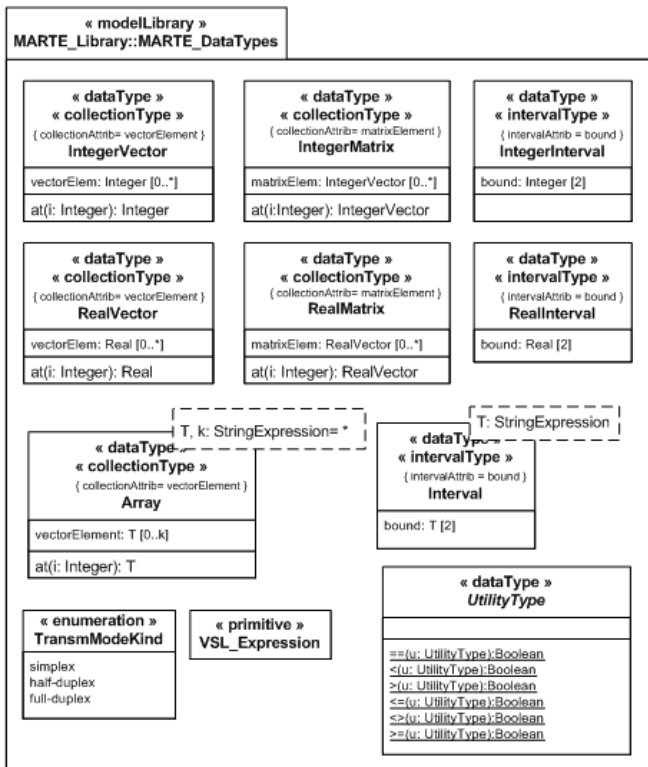 « modelLibrary »
MARTE_Library::MARTE_DataTypes
« dataType »
« collectionType »
{ collectionAttrib= vectorElement }
IntegerVector
vectorElem: Integer [0..*]
at(i: Integer): Integer
« dataType »
« collectionType »
{ collectionAttrib= matrixElement}
IntegerMatrix
matrixElem: IntegerVector [0..*]
at(i:Integer): IntegerVector
« dataType »
« intervalType »
{ intervalAttrib = bound }
IntegerInterval
bound: Integer [2]
« dataType »
« collectionType »
{ collectionAttrib= vectorElement }
RealVector
vectorElem: Real [0..*]
at(i: Integer): Real
« dataType »
« collectionType »
{ collectionAttrib= matrixElement}
RealMatrix
matrixElem: RealVector [0..*]
at(i: Integer): RealVector
« dataType »
« intervalType »
{ intervalAttrib = bound }
RealInterval
bound: Real [2]
T, k: StringExpression= *
« dataType »
« collectionType »
{ collectionAttrib= vectorElement}
Array
vectorElement: T [0..k]
at(i: Integer): T
T: StringExpression
« dataType »
« intervalType »
{ intervalAttrib = bound }
Interval
bound: T [2]
« enumeration »
TransmModeKind
simplex
half-duplex
full-duplex
« primitive »
VSL_Expression
« dataType »
UtilityType
==(u: UtilityType):Boolean
<(u: UtilityType):Boolean
>(u: UtilityType):Boolean
<=(u: UtilityType):Boolean
<>(u: UtilityType):Boolean
>=(u: UtilityType):Boolean